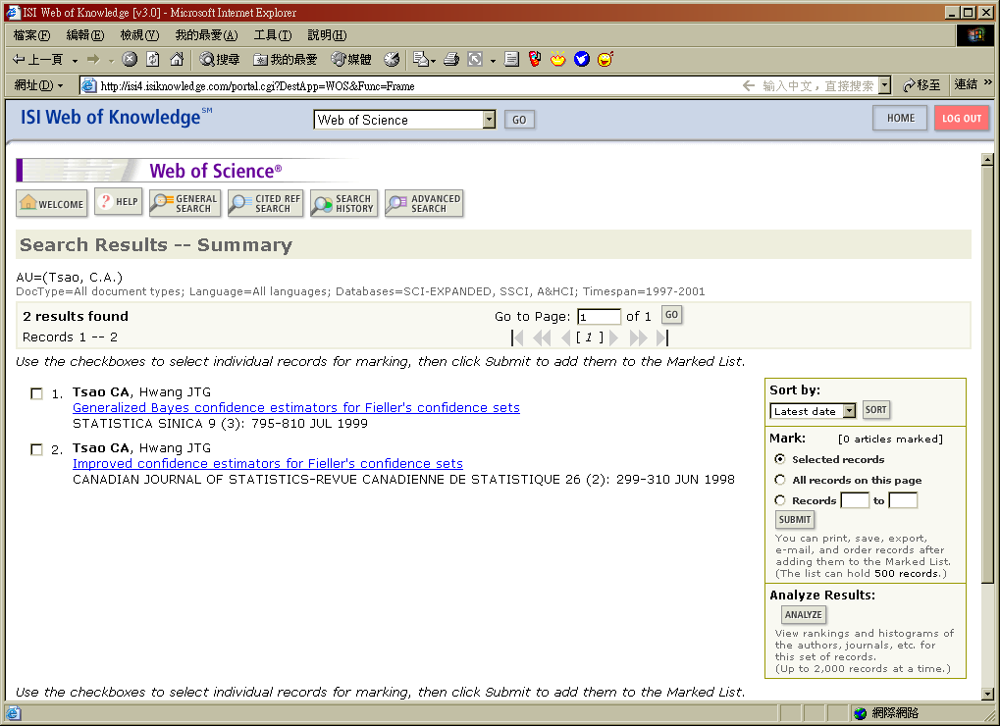 ISI Web of Knowledge [v3.0] - Microsoft Internet Explorer
檔案(F) 編輯(E) 檢視(V) 我的最愛(A) 工具(T) 說明(H)
上一頁 搜尋 我的最愛 媒體
網址(D) http://isi4.isiknowledge.com/portal.cgi?DestApp=WOS&Func=Frame 输入中文，直接搜索 移至 連結 »
ISI Web of Knowledge SM Web of Science GO HOME LOG OUT
Web of Science®
WELCOME ? HELP GENERAL SEARCH CITED REF SEARCH SEARCH HISTORY ADVANCED SEARCH
Search Results -- Summary
AU=(Tsao, C.A.)
DocType=All document types; Language=All languages; Databases=SCI-EXPANDED, SSCI, A&HCI; Timespan=1997-2001
2 results found Go to Page: 1 of 1 GO
Records 1 -- 2 [ 1 ]
Use the checkboxes to select individual records for marking, then click Submit to add them to the Marked List.
1. Tsao CA, Hwang JTG
Generalized Bayes confidence estimators for Fieller's confidence sets
STATISTICA SINICA 9 (3): 795-810 JUL 1999
2. Tsao CA, Hwang JTG
Improved confidence estimators for Fieller's confidence sets
CANADIAN JOURNAL OF STATISTICS-REVUE CANADIENNE DE STATISTIQUE 26 (2): 299-310 JUN 1998
Sort by:
Latest date SORT
Mark: [0 articles marked]
Selected records
All records on this page
Records to
SUBMIT
You can print, save, export,
e-mail, and order records after
adding them to the Marked List.
(The list can hold 500 records.)
Analyze Results:
ANALYZE
View rankings and histograms of
the authors, journals, etc. for
this set of records.
(Up to 2,000 records at a time.)
Use the checkboxes to select individual records for marking, then click Submit to add them to the Marked List.
網際網路